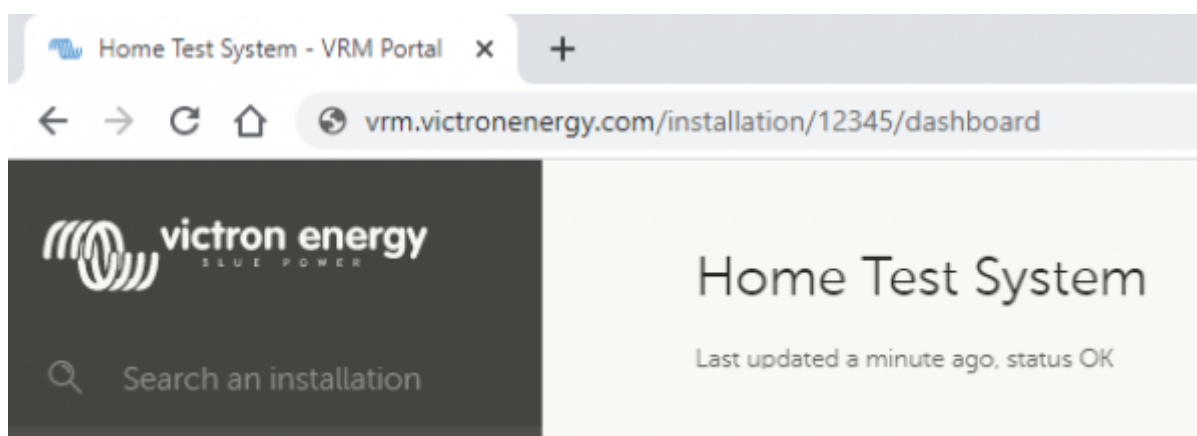 Home Test System - VRM Portal
vrm.victronenergy.com/installation/12345/dashboard
victron energy
BLUE POWER
Home Test System
Last updated a minute ago, status OK
Search an installation